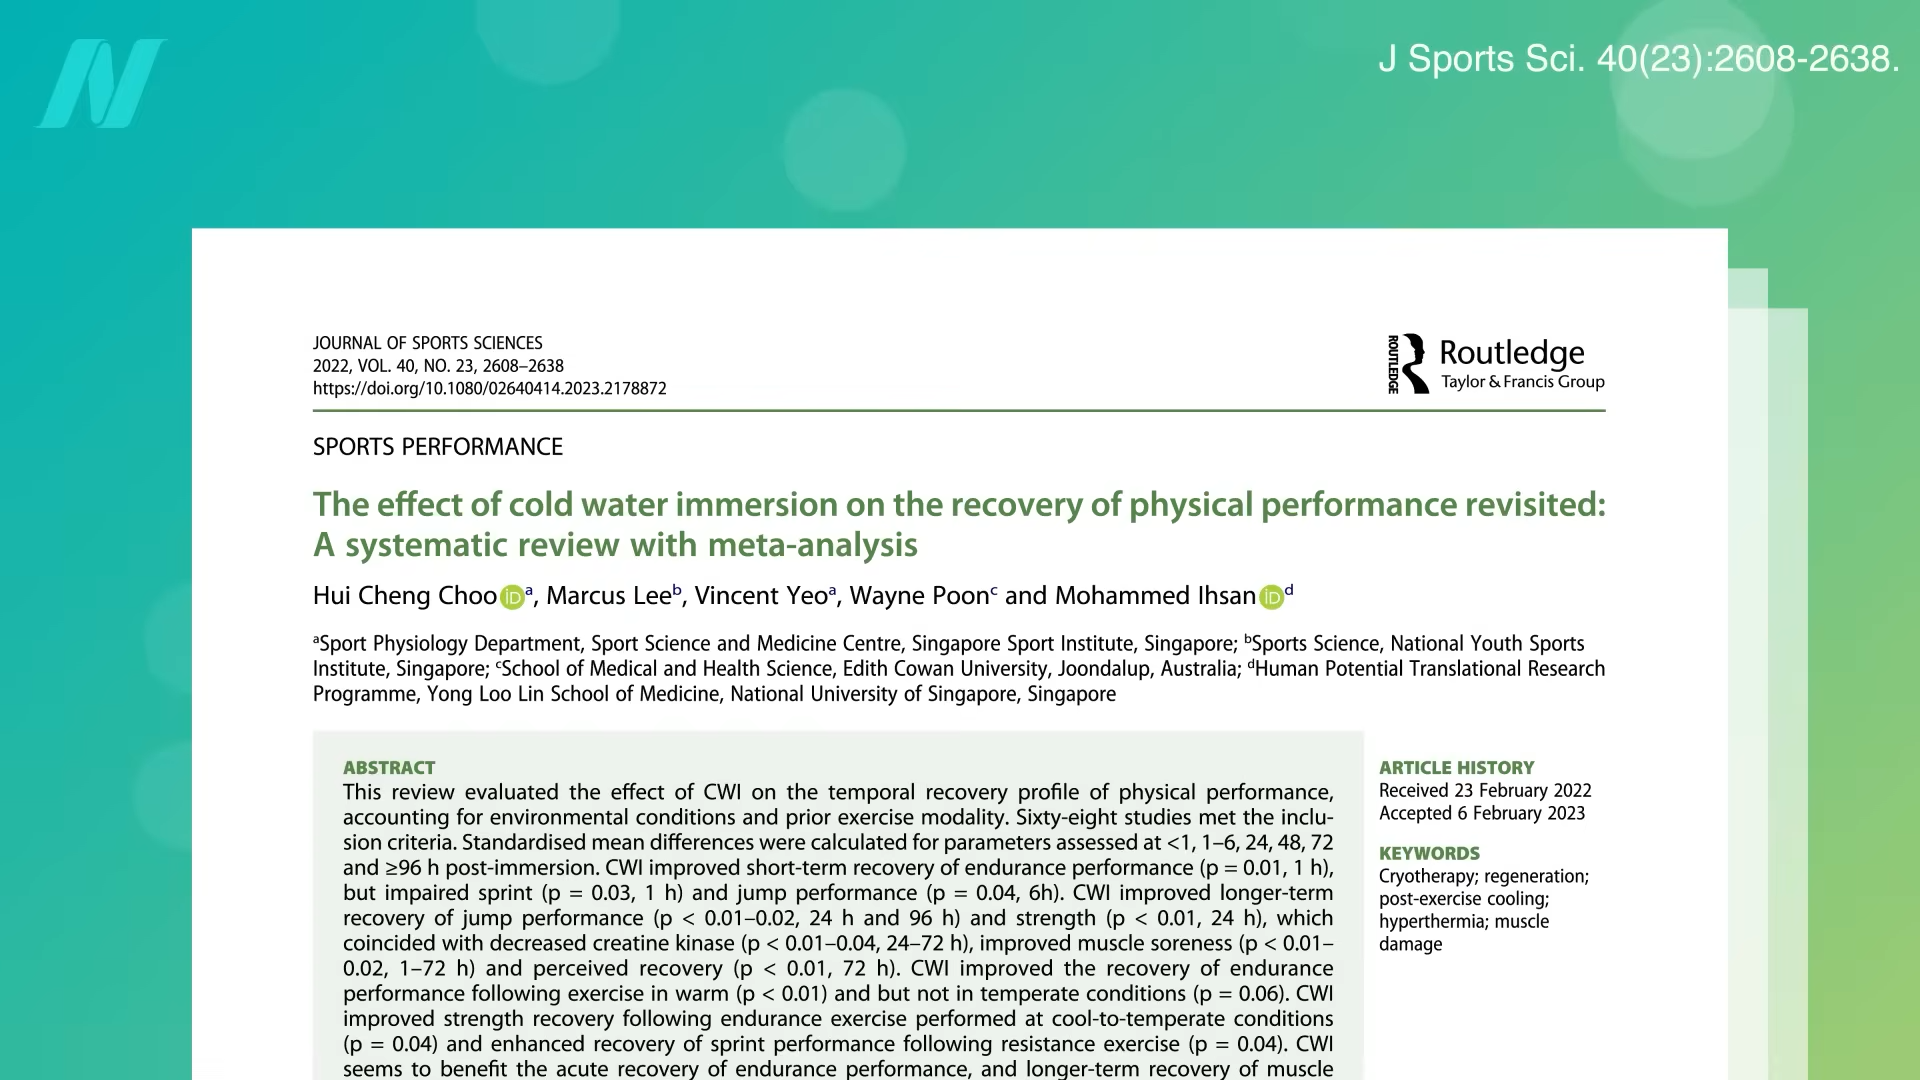 J Sports Sci. 40(23):2608-2638.
JOURNAL OF SPORTS SCIENCES
2022, VOL. 40, NO. 23, 2608–2638
https://doi.org/10.1080/02640414.2023.2178872
ROUTLEDGE
Routledge
Taylor & Francis Group
SPORTS PERFORMANCE
The effect of cold water immersion on the recovery of physical performance revisited:
A systematic review with meta-analysis
Hui Cheng Choo iD a, Marcus Lee b, Vincent Yeo a, Wayne Poon c and Mohammed Ihsan iD d
aSport Physiology Department, Sport Science and Medicine Centre, Singapore Sport Institute, Singapore; bSports Science, National Youth Sports
Institute, Singapore; cSchool of Medical and Health Science, Edith Cowan University, Joondalup, Australia; dHuman Potential Translational Research
Programme, Yong Loo Lin School of Medicine, National University of Singapore, Singapore
ABSTRACT
This review evaluated the effect of CWI on the temporal recovery profile of physical performance,
accounting for environmental conditions and prior exercise modality. Sixty-eight studies met the inclu-
sion criteria. Standardised mean differences were calculated for parameters assessed at <1, 1–6, 24, 48, 72
and ≥96 h post-immersion. CWI improved short-term recovery of endurance performance (p = 0.01, 1 h),
but impaired sprint (p = 0.03, 1 h) and jump performance (p = 0.04, 6h). CWI improved longer-term
recovery of jump performance (p < 0.01–0.02, 24 h and 96 h) and strength (p < 0.01, 24 h), which
coincided with decreased creatine kinase (p < 0.01–0.04, 24–72 h), improved muscle soreness (p < 0.01–
0.02, 1–72 h) and perceived recovery (p < 0.01, 72 h). CWI improved the recovery of endurance
performance following exercise in warm (p < 0.01) and but not in temperate conditions (p = 0.06). CWI
improved strength recovery following endurance exercise performed at cool-to-temperate conditions
(p = 0.04) and enhanced recovery of sprint performance following resistance exercise (p = 0.04). CWI
seems to benefit the acute recovery of endurance performance, and longer-term recovery of muscle
ARTICLE HISTORY
Received 23 February 2022
Accepted 6 February 2023
KEYWORDS
Cryotherapy; regeneration;
post-exercise cooling;
hyperthermia; muscle
damage